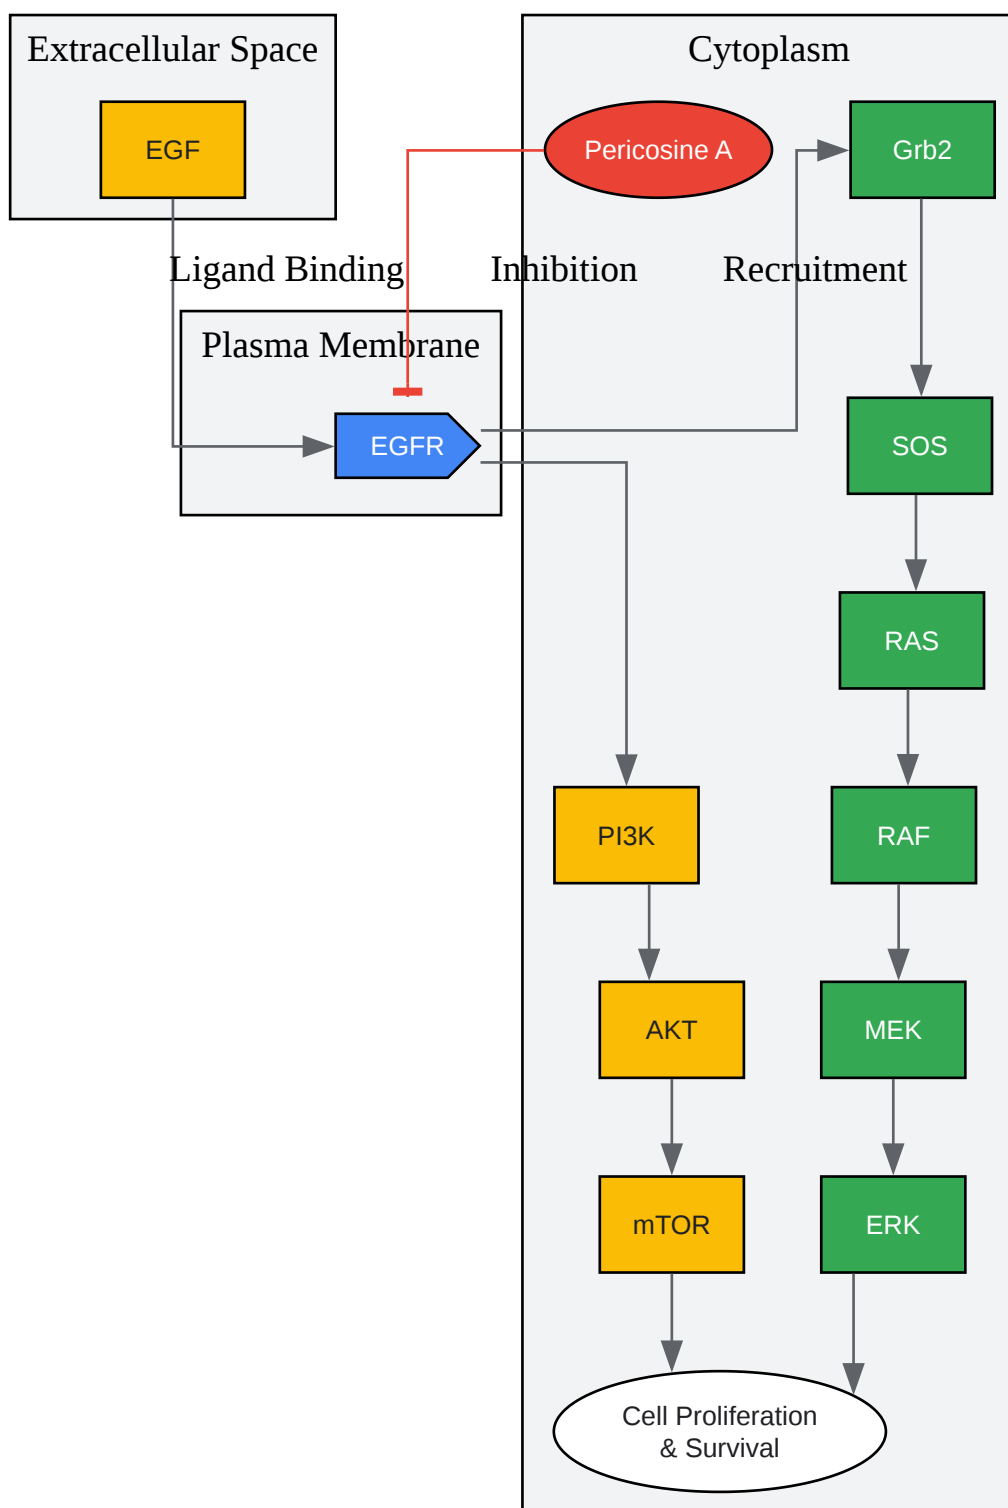 Extracellular Space
Cytoplasm
EGF
Pericosine A
Grb2
Ligand Binding
Inhibition
Recruitment
Plasma Membrane
EGFR
SOS
RAS
PI3K
RAF
AKT
MEK
mTOR
ERK
Cell Proliferation
& Survival